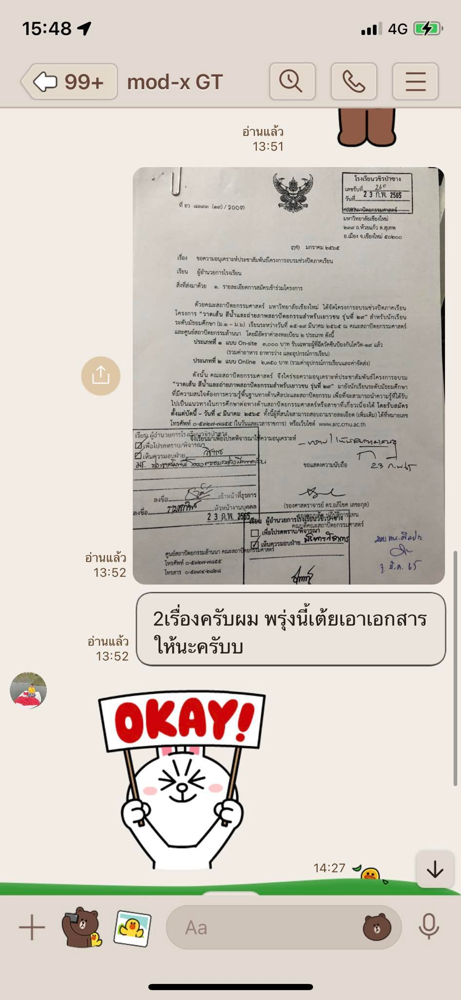 15:48
4G
99+
mod-x GT
อ่านแล้ว
13:51
โรงเรียนวชิรป่าซาง
เลขรับที่ 260
วันที่ 23 ก.พ. 2565
ที่ อว ๘๓๙๓ (๑๙)/
คณะสถาปัตยกรรมศาสตร์
มหาวิทยาลัยเชียงใหม่
๒๓๙ ถ.ห้วยแก้ว ต.สุเทพ
อ.เมือง จ.เชียงใหม่ ๕๐๒๐๐
๓๑ มกราคม ๒๕๖๕
เรื่อง ขอความอนุเคราะห์ประชาสัมพันธ์โครงการอบรมช่วงปิดภาคเรียน
เรียน ผู้อำนวยการโรงเรียน
สิ่งที่ส่งมาด้วย ๑. รายละเอียดการสมัครเข้าร่วมโครงการ
ด้วยคณะสถาปัตยกรรมศาสตร์ มหาวิทยาลัยเชียงใหม่ ได้จัดโครงการอบรมช่วงปิดภาคเรียน
โครงการ "วาดเส้น สีน้ำและถ่ายภาพสถาปัตยกรรมสำหรับเยาวชน รุ่นที่ ๒๙" สำหรับนักเรียน
ระดับมัธยมศึกษา (ม.๑ – ม.๖) เรียนระหว่างวันที่ ๑๕-๑๙ มีนาคม ๒๕๖๕ ณ คณะสถาปัตยกรรมศาสตร์
และศูนย์สถาปัตยกรรมล้านนา โดยมีอัตราค่าลงทะเบียน ๒ ประเภท ดังนี้
ประเภทที่ ๑ แบบ On-site ๓,๐๐๐ บาท รับเฉพาะผู้ที่ฉีดวัคซีนป้องกันโควิด-๑๙ แล้ว
(รวมค่าอาหาร อาหารว่าง และอุปกรณ์การเรียน)
ประเภทที่ ๒ แบบ Online ๒,๓๕๐ บาท (รวมค่าอุปกรณ์การเรียนและค่าจัดส่ง)
ดังนั้น คณะสถาปัตยกรรมศาสตร์ จึงใคร่ขอความอนุเคราะห์ประชาสัมพันธ์โครงการอบรม
"วาดเส้น สีน้ำและถ่ายภาพสถาปัตยกรรมสำหรับเยาวชน รุ่นที่ ๒๙" มายังนักเรียนระดับมัธยมศึกษา
ที่มีความสนใจต้องการความรู้พื้นฐานทางด้านศิลปะและสถาปัตยกรรม เพื่อที่จะสามารถนำความรู้ที่ได้รับ
ไปเป็นแนวทางในการศึกษาต่อทางด้านสถาปัตยกรรมศาสตร์หรือสาขาที่เกี่ยวเนื่องได้ โดยรับสมัคร
ตั้งแต่บัดนี้ – วันที่ ๔ มีนาคม ๒๕๖๕ ทั้งนี้ผู้ที่สนใจสามารถสอบถามรายละเอียด (เพิ่มเติม) ได้ที่หมายเลข
โทรศัพท์ ๐-๕๓๒๗-๗๘๕๕ (ในวันและเวลาราชการ) หรือเว็บไซต์ www.arc.cmu.ac.th
จึงเรียนมาเพื่อโปรดพิจารณาให้ความอนุเคราะห์
เรียน ผู้อำนวยการโรงเรียนวชิรป่าซาง
เพื่อโปรดทราบ/พิจารณา
เห็นควรมอบฝ่าย วิชาการ
ขอแสดงความนับถือ
23 ก.พ. 65
ลงชื่อ เจ้าหน้าที่ธุรการ
ลงชื่อ หัวหน้างานบุคคล
23 ก.พ. 2565
(รองศาสตราจารย์ ดร.อภิโชค เลขะกุล)
รองคณบดี ปฏิบัติการแทน
คณบดีคณะสถาปัตยกรรมศาสตร์
เรียน ผู้อำนวยการโรงเรียนวชิรป่าซาง
เพื่อโปรดทราบ/พิจารณา
เห็นควรมอบฝ่าย บริหารวิชาการ
ศูนย์สถาปัตยกรรมล้านนา คณะสถาปัตยกรรมศาสตร์
โทรศัพท์ ๐-๕๓๒๗-๗๘๕๕
โทรสาร ๐-๕๓๙๔-๒๘๒๘
3 มี.ค. 65
อ่านแล้ว
13:52
2เรื่องครับผม พรุ่งนี้เต้ยเอาเอกสาร
ให้นะครับบ
อ่านแล้ว
13:52
OKAY!
14:27
Aa